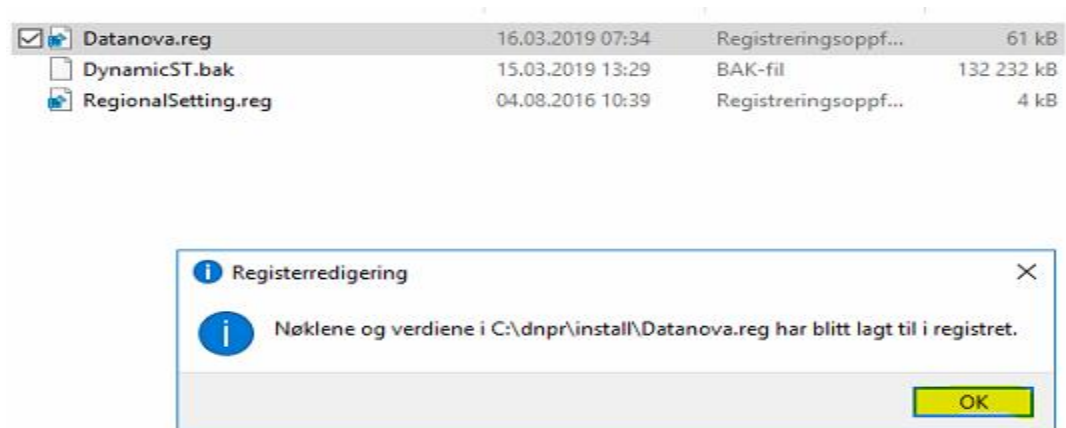 Datanova.reg 16.03.2019 07:34 Registreringsoppf... 61 kB
DynamicST.bak 15.03.2019 13:29 BAK-fil 132 232 kB
RegionalSetting.reg 04.08.2016 10:39 Registreringsoppf... 4 kB
Registerredigering
Nøklene og verdiene i C:\dnpr\install\Datanova.reg har blitt lagt til i registret.
OK